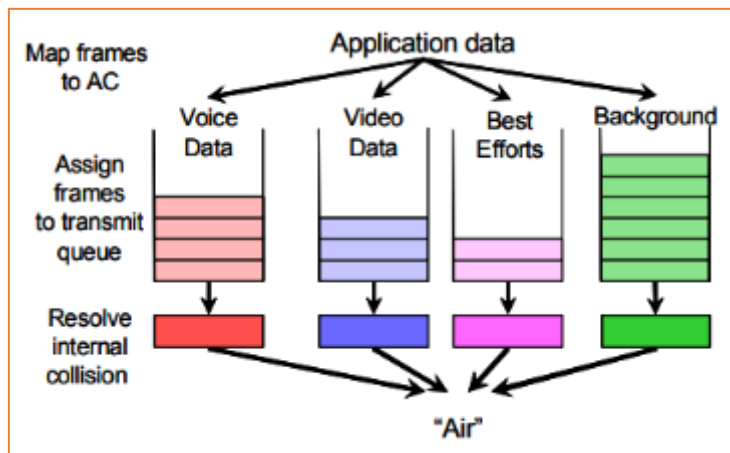 Map frames
to AC
Application data
Voice
Data
Video
Data
Best
Efforts
Background
Assign
frames
to transmit
queue
Resolve
internal
collision
“Air”